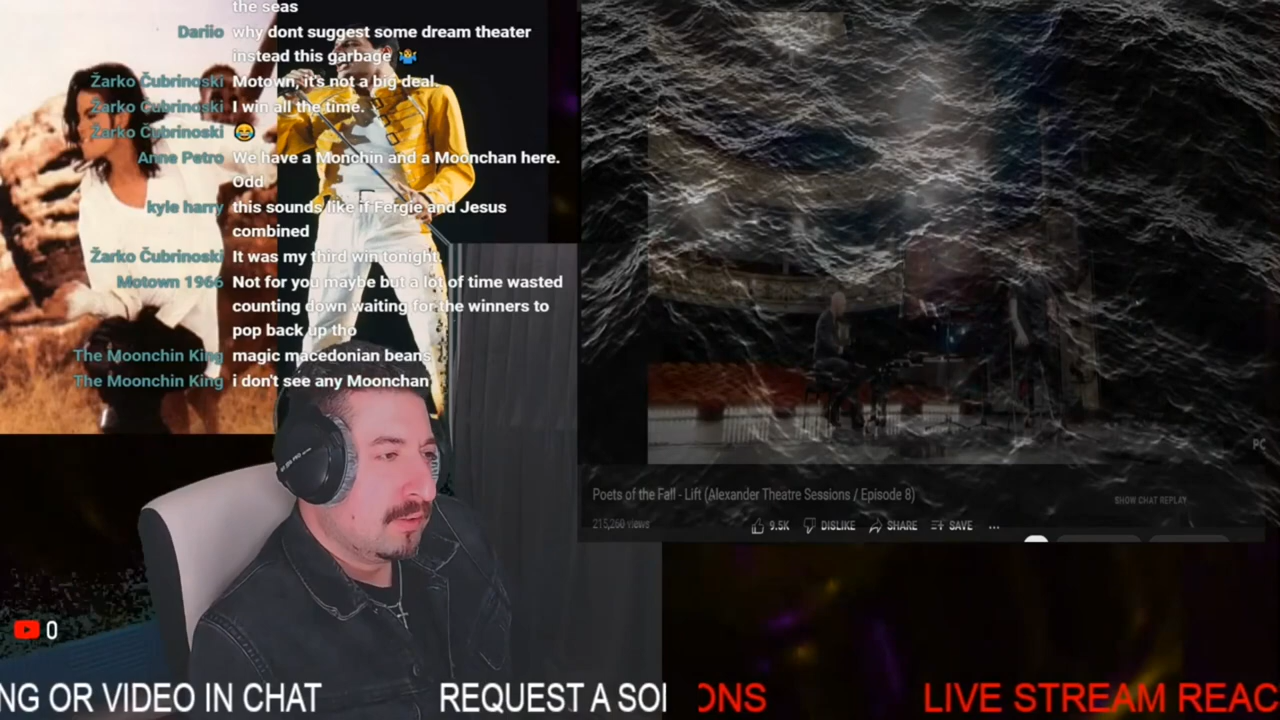 the seas
Dariio why dont suggest some dream theater
instead this garbage 🤷‍♂️
Žarko Čubrinoski Motown, it's not a big deal.
Žarko Čubrinoski I win all the time.
Žarko Čubrinoski 😂
Anne Petro We have a Monchin and a Moonchan here.
Odd
kyle harry this sounds like if Fergie and Jesus
combined
Žarko Čubrinoski It was my third win tonight.
Motown 1966 Not for you maybe but a lot of time wasted
counting down waiting for the winners to
pop back up tho
The Moonchin King magic macedonian beans
The Moonchin King i don't see any Moonchan
PC
Poets of the Fall - Lift (Alexander Theatre Sessions / Episode 8)
SHOW CHAT REPLAY
215,260 views 9.5K DISLIKE SHARE SAVE ...
0
NG OR VIDEO IN CHAT REQUEST A SO
ONS LIVE STREAM REAC